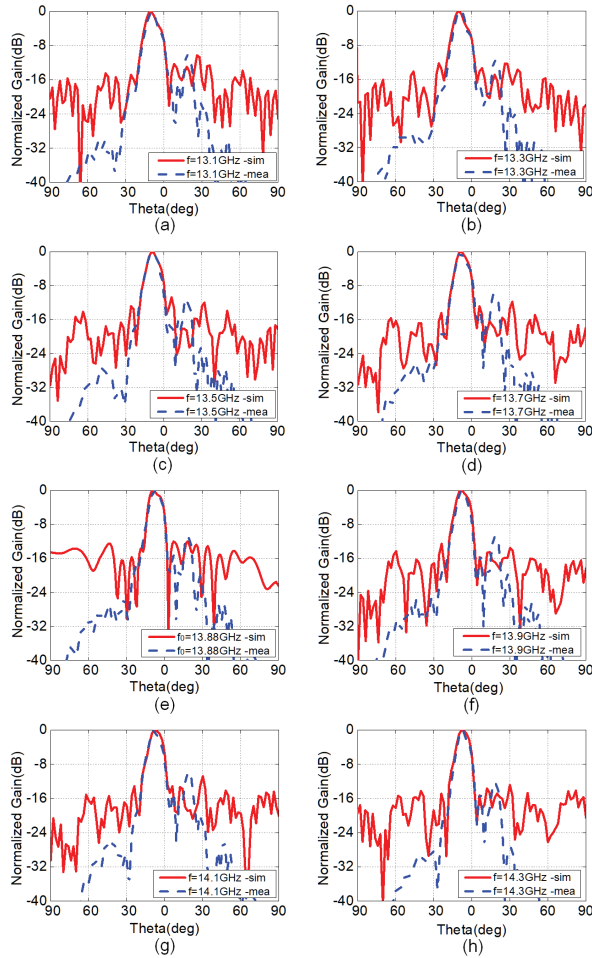 0
-8
-16
-24
-32
-40
Normalized Gain(dB)
f=13.1GHz -sim
f=13.1GHz -mea
90 60 30 0 30 60 90
Theta(deg)
(a)
0
-8
-16
-24
-32
-40
Normalized Gain(dB)
f=13.3GHz -sim
f=13.3GHz -mea
90 60 30 0 30 60 90
Theta(deg)
(b)
0
-8
-16
-24
-32
-40
Normalized Gain(dB)
f=13.5GHz -sim
f=13.5GHz -mea
90 60 30 0 30 60 90
Theta(deg)
(c)
0
-8
-16
-24
-32
-40
Normalized Gain(dB)
f=13.7GHz -sim
f=13.7GHz -mea
90 60 30 0 30 60 90
Theta(deg)
(d)
0
-8
-16
-24
-32
-40
Normalized Gain(dB)
f₀=13.88GHz -sim
f₀=13.88GHz -mea
90 60 30 0 30 60 90
Theta(deg)
(e)
0
-8
-16
-24
-32
-40
Normalized Gain(dB)
f=13.9GHz -sim
f=13.9GHz -mea
90 60 30 0 30 60 90
Theta(deg)
(f)
0
-8
-16
-24
-32
-40
Normalized Gain(dB)
f=14.1GHz -sim
f=14.1GHz -mea
90 60 30 0 30 60 90
Theta(deg)
(g)
0
-8
-16
-24
-32
-40
Normalized Gain(dB)
f=14.3GHz -sim
f=14.3GHz -mea
90 60 30 0 30 60 90
Theta(deg)
(h)